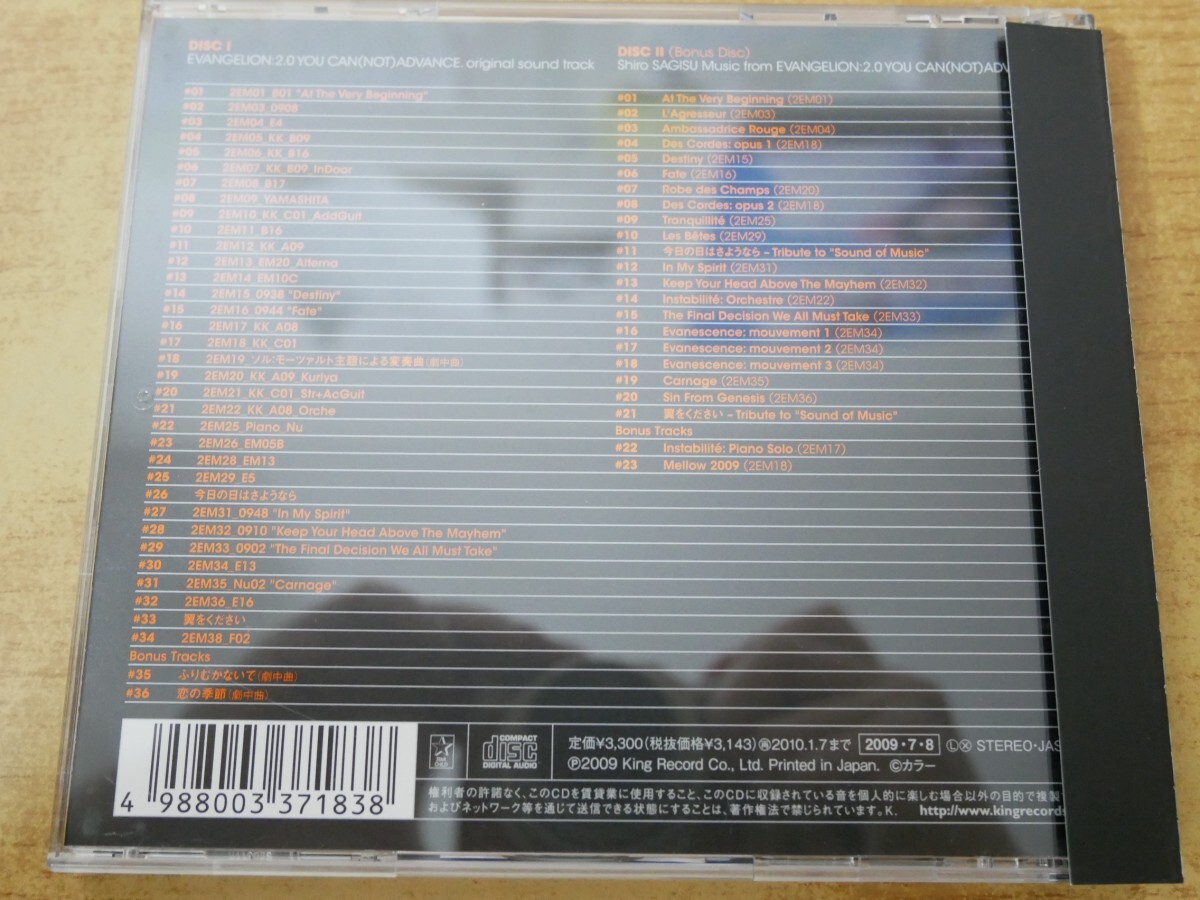 DISC I
EVANGELION:2.0 YOU CAN(NOT)ADVANCE. original sound track
#01 2EM01_B01 "At The Very Beginning"
#02 2EM03_0908
#03 2EM04_E4
#04 2EM05_KK_B09
#05 2EM06_KK_B16
#06 2EM07_KK_B09_InDoor
#07 2EM08_B17
#08 2EM09_YAMASHITA
#09 2EM10_KK_C01_AddGuit
#10 2EM11_B16
#11 2EM12_KK_A09
#12 2EM13_EM20_Alterna
#13 2EM14_EM10C
#14 2EM15_0938 "Destiny"
#15 2EM16_0944 "Fate"
#16 2EM17_KK_A08
#17 2EM18_KK_C01
#18 2EM19_ソル:モーツァルト主題による変奏曲(劇中曲)
#19 2EM20_KK_A09_Kuriya
#20 2EM21_KK_C01_Str+AcGuit
#21 2EM22_KK_A08_Orche
#22 2EM25_Piano_Nu
#23 2EM26_EM05B
#24 2EM28_EM13
#25 2EM29_E5
#26 今日の日はさようなら
#27 2EM31_0948 "In My Spirit"
#28 2EM32_0910 "Keep Your Head Above The Mayhem"
#29 2EM33_0902 "The Final Decision We All Must Take"
#30 2EM34_E13
#31 2EM35_Nu02 "Carnage"
#32 2EM36_E16
#33 翼をください
#34 2EM38_F02
Bonus Tracks
#35 ふりむかないで(劇中曲)
#36 恋の季節(劇中曲)
DISC II (Bonus Disc)
Shiro SAGISU Music from EVANGELION:2.0 YOU CAN(NOT)ADV
#01 At The Very Beginning (2EM01)
#02 L'Agresseur (2EM03)
#03 Ambassodrice Rouge (2EM04)
#04 Des Cordes: opus 1 (2EM18)
#05 Destiny (2EM15)
#06 Fate (2EM16)
#07 Robe des Champs (2EM20)
#08 Des Cordes: opus 2 (2EM18)
#09 Tranquillité (2EM25)
#10 Les Bêtes (2EM29)
#11 今日の日はさようなら – Tribute to "Sound of Music"
#12 In My Spirit (2EM31)
#13 Keep Your Head Above The Mayhem (2EM32)
#14 Instabilité: Orchestre (2EM22)
#15 The Final Decision We All Must Take (2EM33)
#16 Evanescence: mouvement 1 (2EM34)
#17 Evanescence: mouvement 2 (2EM34)
#18 Evanescence: mouvement 3 (2EM34)
#19 Carnage (2EM35)
#20 Sin From Genesis (2EM36)
#21 翼をください – Tribute to "Sound of Music"
Bonus Tracks
#22 Instabilité: Piano Solo (2EM17)
#23 Mellow 2009 (2EM18)
4 988003 371838
COMPACT disc DIGITAL AUDIO
定価¥3,300(税抜価格¥3,143) 再2010.1.7まで 2009・7・8 Ⓛ Ⓧ STEREO・JAS
Ⓟ2009 King Record Co., Ltd. Printed in Japan. ©カラー
権利者の許諾なく、このCDを賃貸業に使用すること、このCDに収録されている音を個人的に楽しむ場合以外の目的で複製
およびネットワーク等を通じて送信できる状態にすることは、著作権法で禁じられています。K. http://www.kingrecords